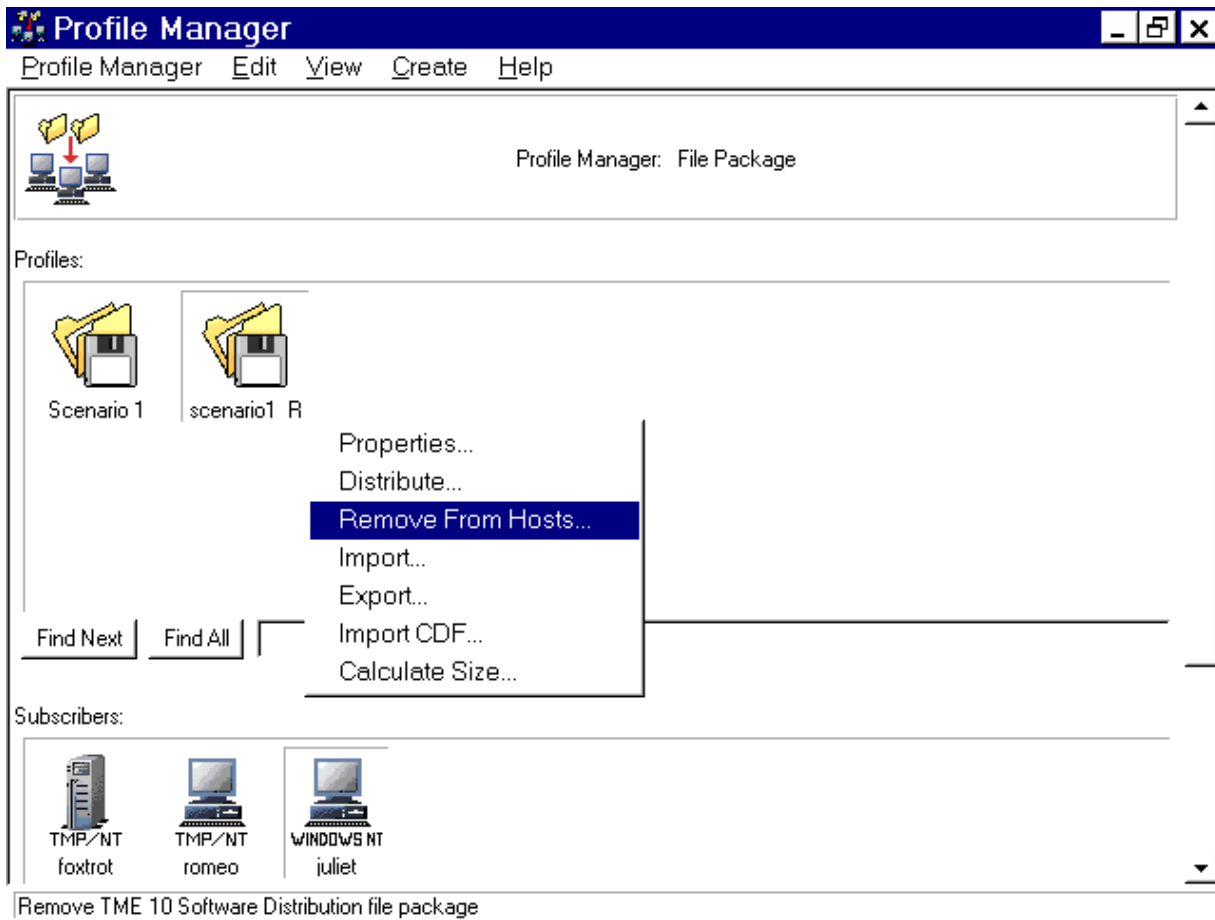 Profile Manager
Profile Manager Edit View Create Help
Profile Manager: File Package
Profiles:
Scenario 1 scenario1 R
Properties...
Distribute...
Remove From Hosts...
Import...
Export...
Import CDF...
Calculate Size...
Find Next Find All
Subscribers:
TMP/NT TMP/NT WINDOWS NT
foxtrot romeo juliet
Remove TME 10 Software Distribution file package